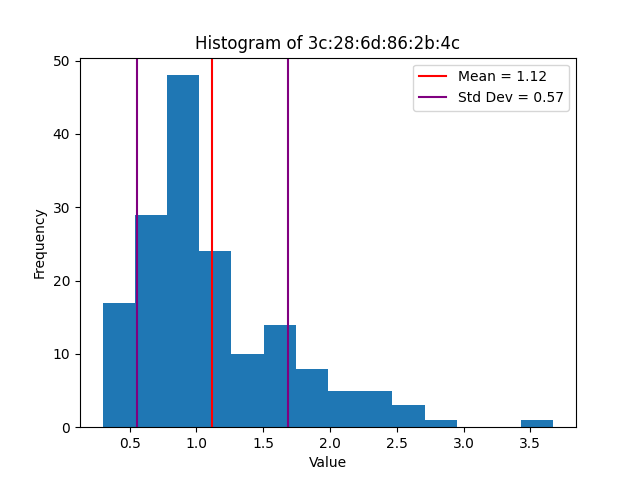 Histogram of 3c:28:6d:86:2b:4c
Mean = 1.12
Std Dev = 0.57
Frequency
50
40
30
20
10
0
0.5 1.0 1.5 2.0 2.5 3.0 3.5
Value